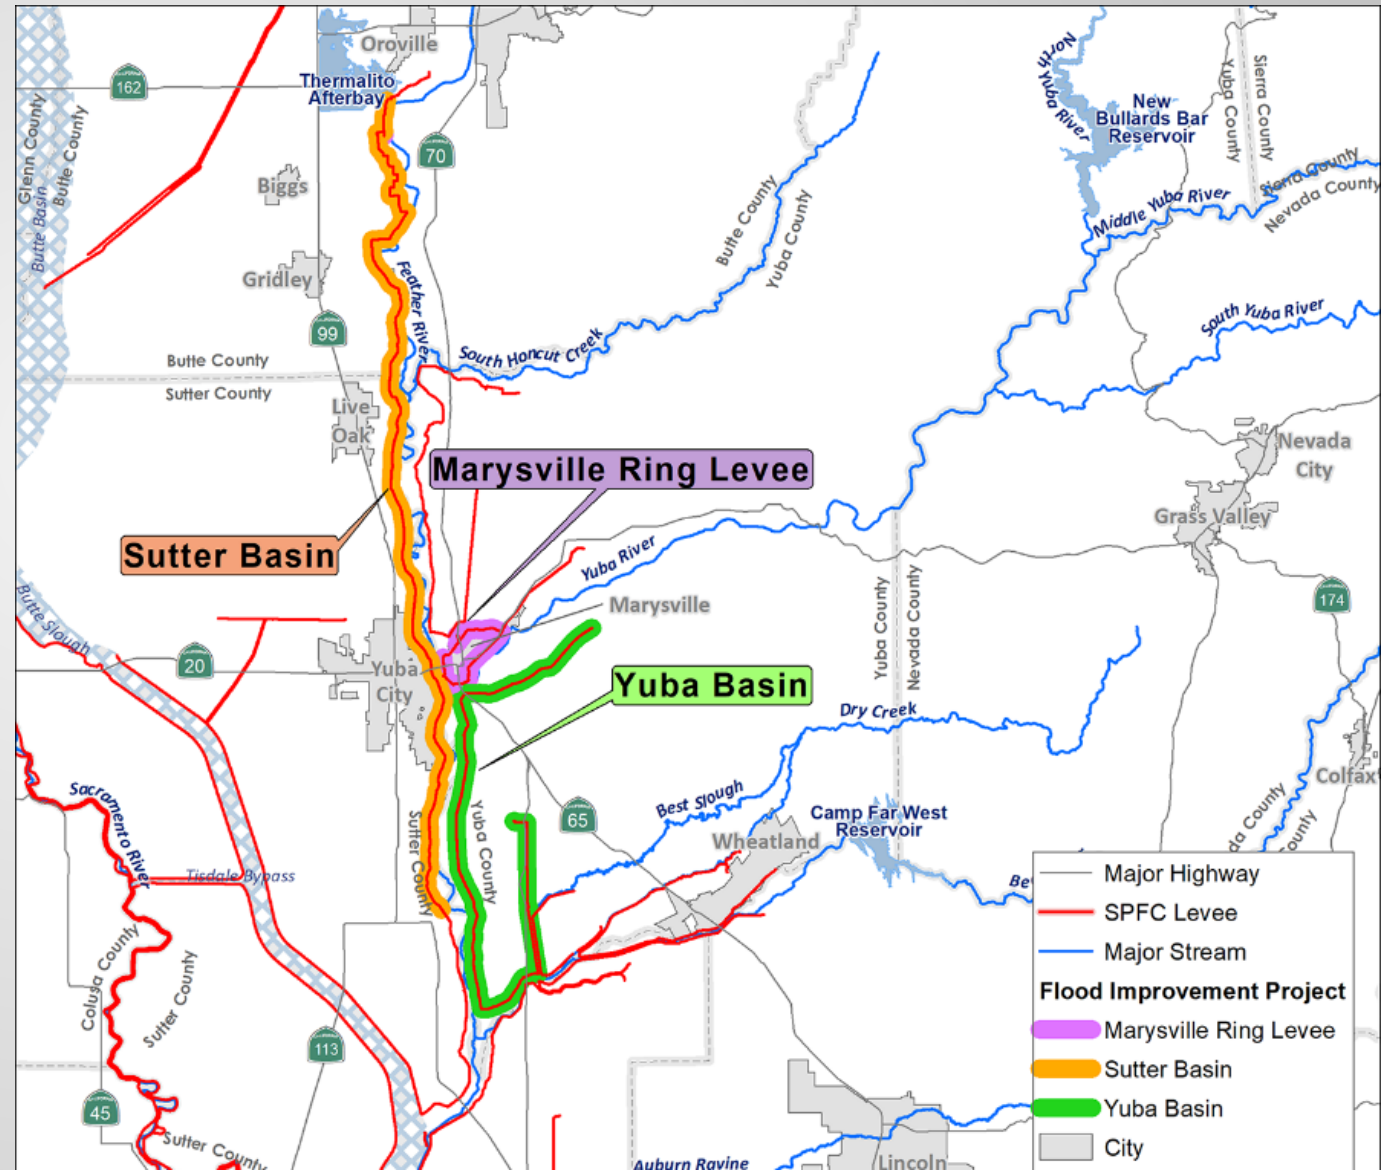 Oroville
Thermalito
Afterbay
162
70
Glenn County
Butte County
Butte Basin
Biggs
Gridley
99
Feather River
Butte County
Sutter County
Live
Oak
South Honcut Creek
Butte County
Yuba County
North Yuba River
New
Bullards Bar
Reservoir
Yuba County
Sierra County
Sierra County
Nevada County
Middle Yuba River
South Yuba River
Nevada
City
Grass Valley
174
Marysville Ring Levee
Sutter Basin
Yuba River
Marysville
Yuba County
Nevada County
Butte Slough
20
Yuba
City
Yuba Basin
Dry Creek
Best Slough
Camp Far West
Reservoir
Wheatland
65
Colfax
Sacramento River
Tisdale Bypass
Sutter County
Yuba County
Colusa County
Sutter County
113
45
Sutter County
da County
County
Be
Auburn Ravine
Lincoln
Major Highway
SPFC Levee
Major Stream
Flood Improvement Project
Marysville Ring Levee
Sutter Basin
Yuba Basin
City